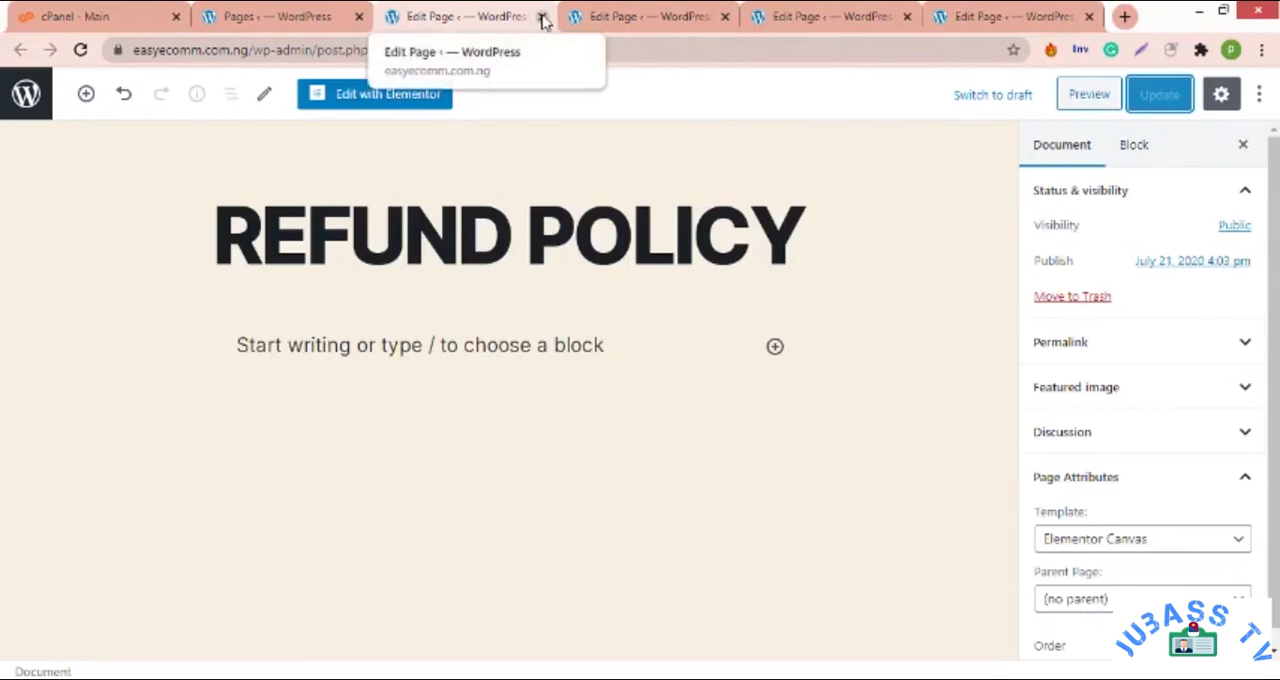 cPanel - Main
Pages ‹ — WordPress
Edit Page ‹ — WordPres
Edit Page ‹ — WordPres
Edit Page ‹ — WordPres
Edit Page ‹ — WordPres
easyecomm.com.ng/wp-admin/post.php
Inv
P
Edit Page ‹ — WordPress
easyecomm.com.ng
Edit with Elementor
Switch to draft
Preview
Update
REFUND POLICY
Start writing or type / to choose a block
Document
Block
Status & visibility
Visibility
Public
Publish
July 21, 2020 4:03 pm
Move to Trash
Permalink
Featured image
Discussion
Page Attributes
Template:
Elementor Canvas
Parent Page:
(no parent)
Order
JUBASS TV
Document